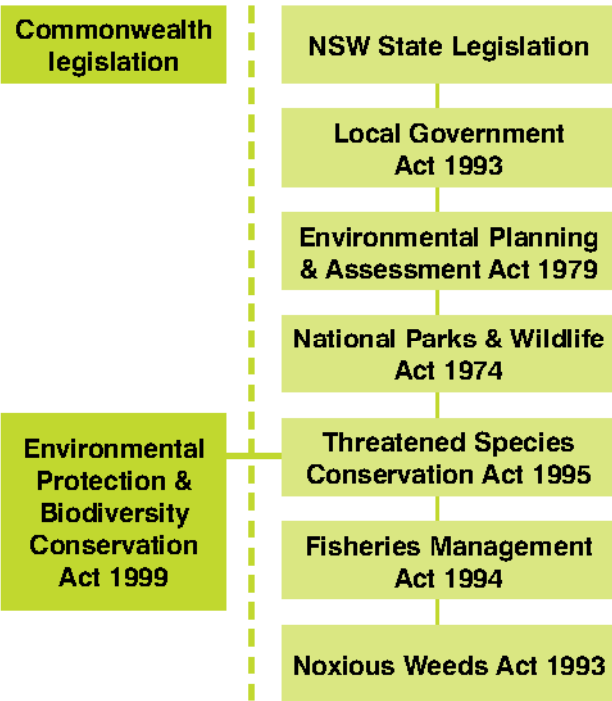 Commonwealth
legislation
NSW State Legislation
Local Government
Act 1993
Environmental Planning
& Assessment Act 1979
National Parks & Wildlife
Act 1974
Environmental
Protection &
Biodiversity
Conservation
Act 1999
Threatened Species
Conservation Act 1995
Fisheries Management
Act 1994
Noxious Weeds Act 1993